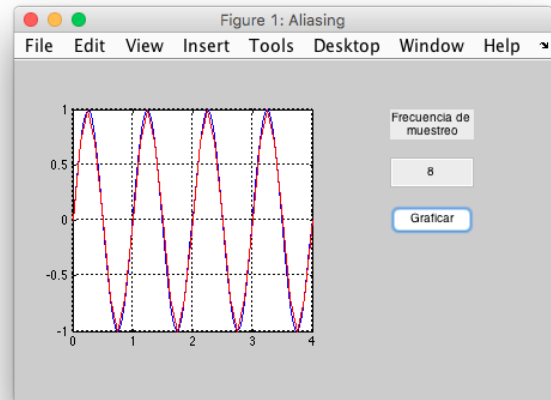 Figure 1: Aliasing
File Edit View Insert Tools Desktop Window Help
Frecuencia de
muestreo
8
Graficar
1
0.5
0
-0.5
-1
0 1 2 3 4